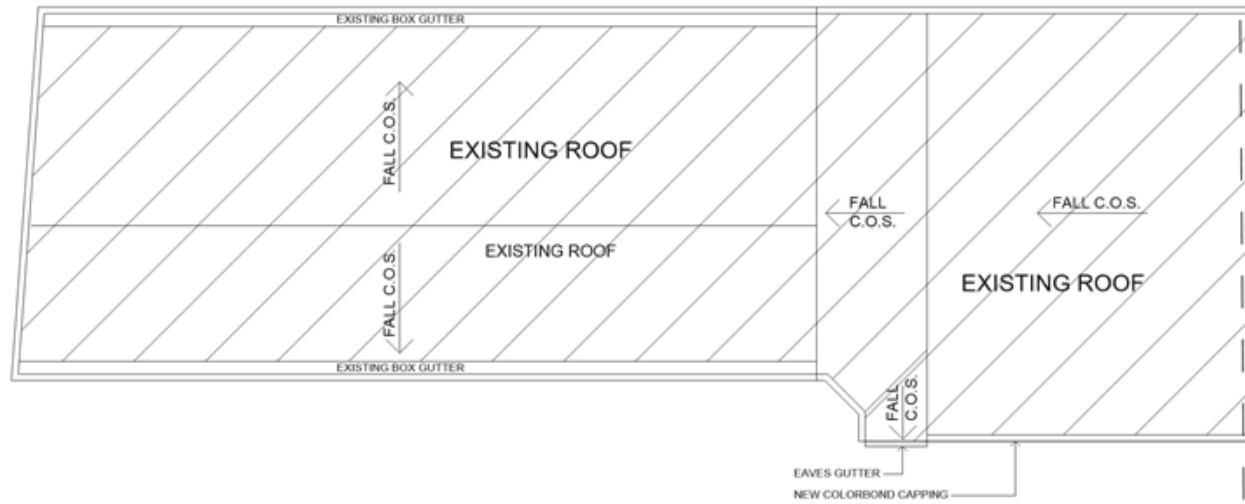 EXISTING BOX GUTTER
FALL C.O.S.
EXISTING ROOF
FALL
C.O.S.
FALL C.O.S.
EXISTING ROOF
FALL C.O.S.
EXISTING ROOF
EXISTING BOX GUTTER
FALL
C.O.S.
EAVES GUTTER
NEW COLORBOND CAPPING